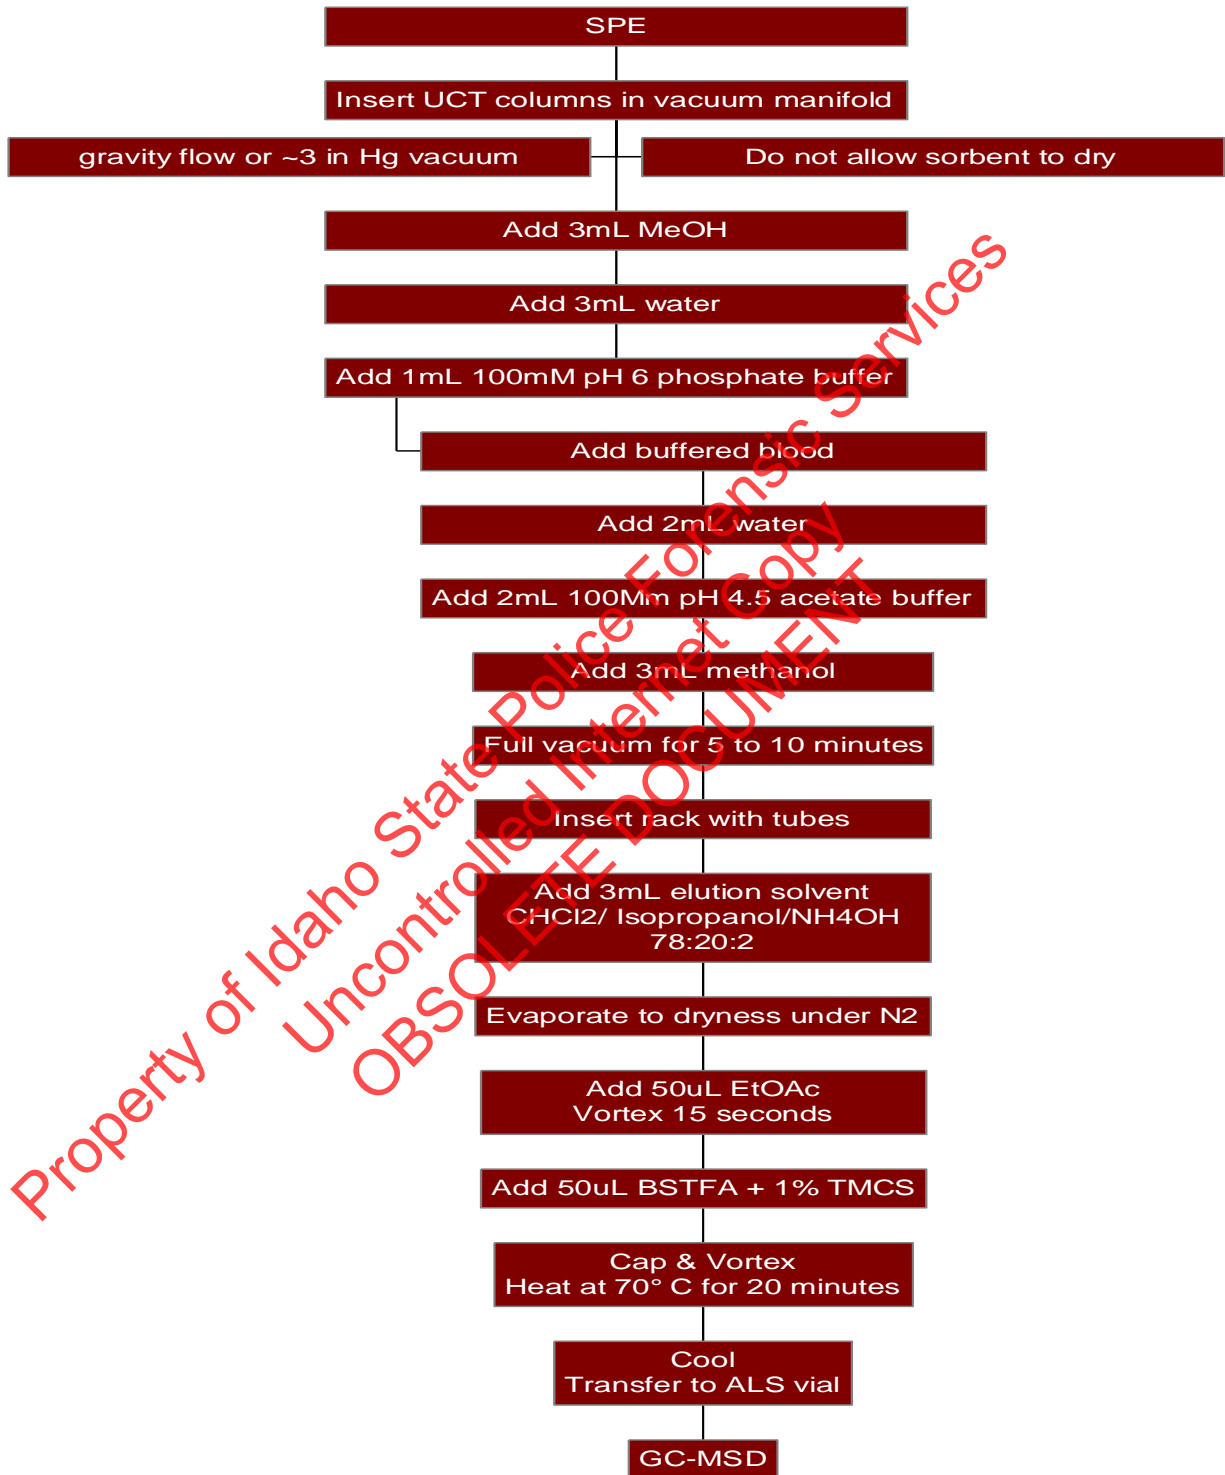 SPE
Insert UCT columns in vacuum manifold
gravity flow or ~3 in Hg vacuum
Do not allow sorbent to dry
Add 3mL MeOH
Add 3mL water
Add 1mL 100mM pH 6 phosphate buffer
Add buffered blood
Add 2mL water
Add 2mL 100Mm pH 4.5 acetate buffer
Add 3mL methanol
Full vacuum for 5 to 10 minutes
Insert rack with tubes
Add 3mL elution solvent
CHCl2/ Isopropanol/NH4OH
78:20:2
Evaporate to dryness under N2
Add 50uL EtOAc
Vortex 15 seconds
Add 50uL BSTFA + 1% TMCS
Cap & Vortex
Heat at 70° C for 20 minutes
Cool
Transfer to ALS vial
GC-MSD
Property of Idaho State Police Forensic Services
Uncontrolled Internet Copy
OBSOLETE DOCUMENT